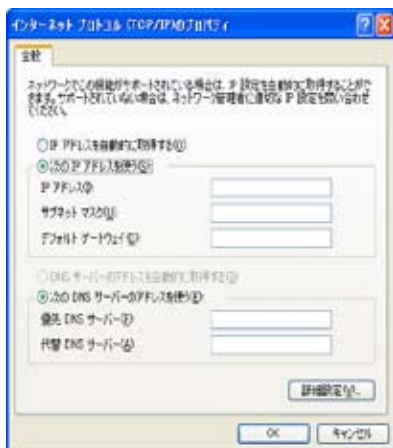 インターネット プロトコル (TCP/IP)のプロパティ
全般
ネットワークでこの機能がサポートされている場合は、IP 設定を自動的に取得することがで
きます。サポートされていない場合は、ネットワーク管理者に適切な IP 設定を問い合わせ
てください。
IP アドレスを自動的に取得する(O)
次の IP アドレスを使う(S):
IP アドレス(I):
サブネット マスク(U):
デフォルト ゲートウェイ(D):
DNS サーバーのアドレスを自動的に取得する(B)
次の DNS サーバーのアドレスを使う(E):
優先 DNS サーバー(P):
代替 DNS サーバー(A):
詳細設定(V)...
OK
キャンセル